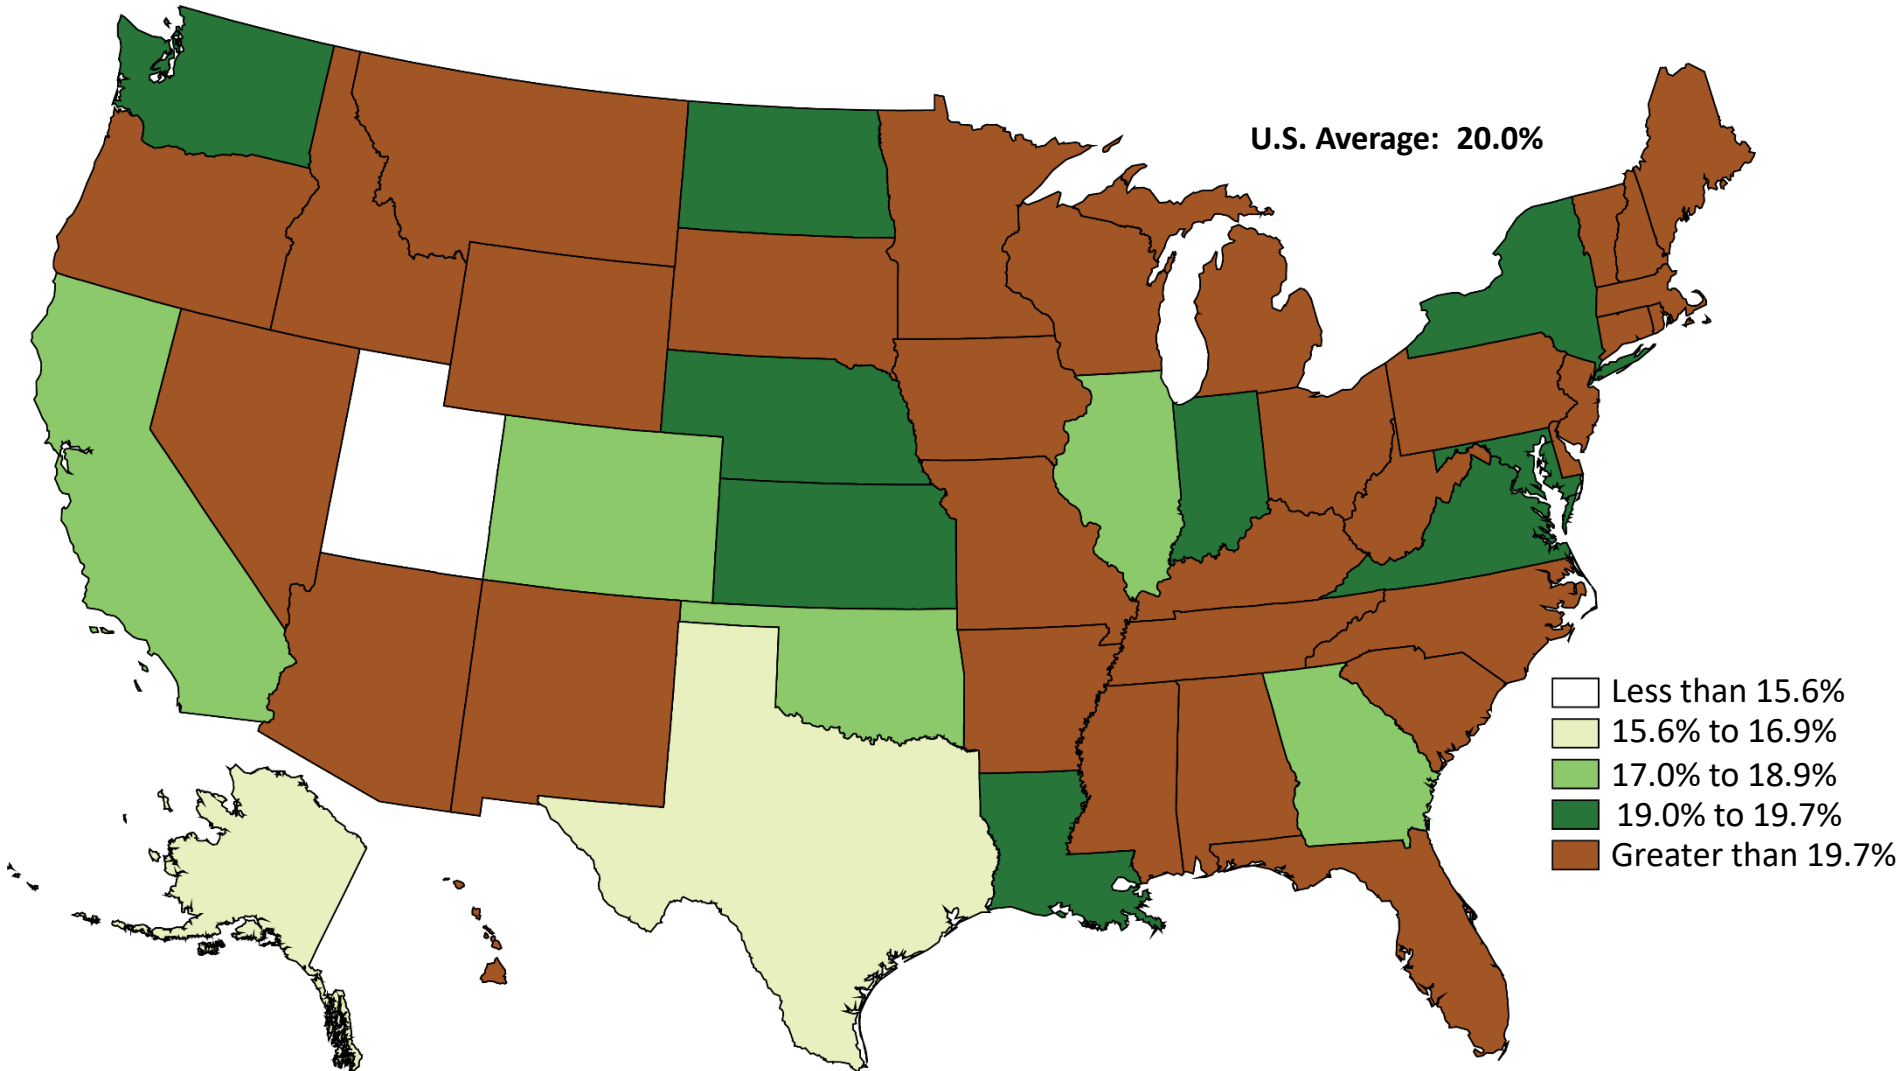 U.S. Average:  20.0%
Less than 15.6%
15.6% to 16.9%
17.0% to 18.9%
19.0% to 19.7%
Greater than 19.7%